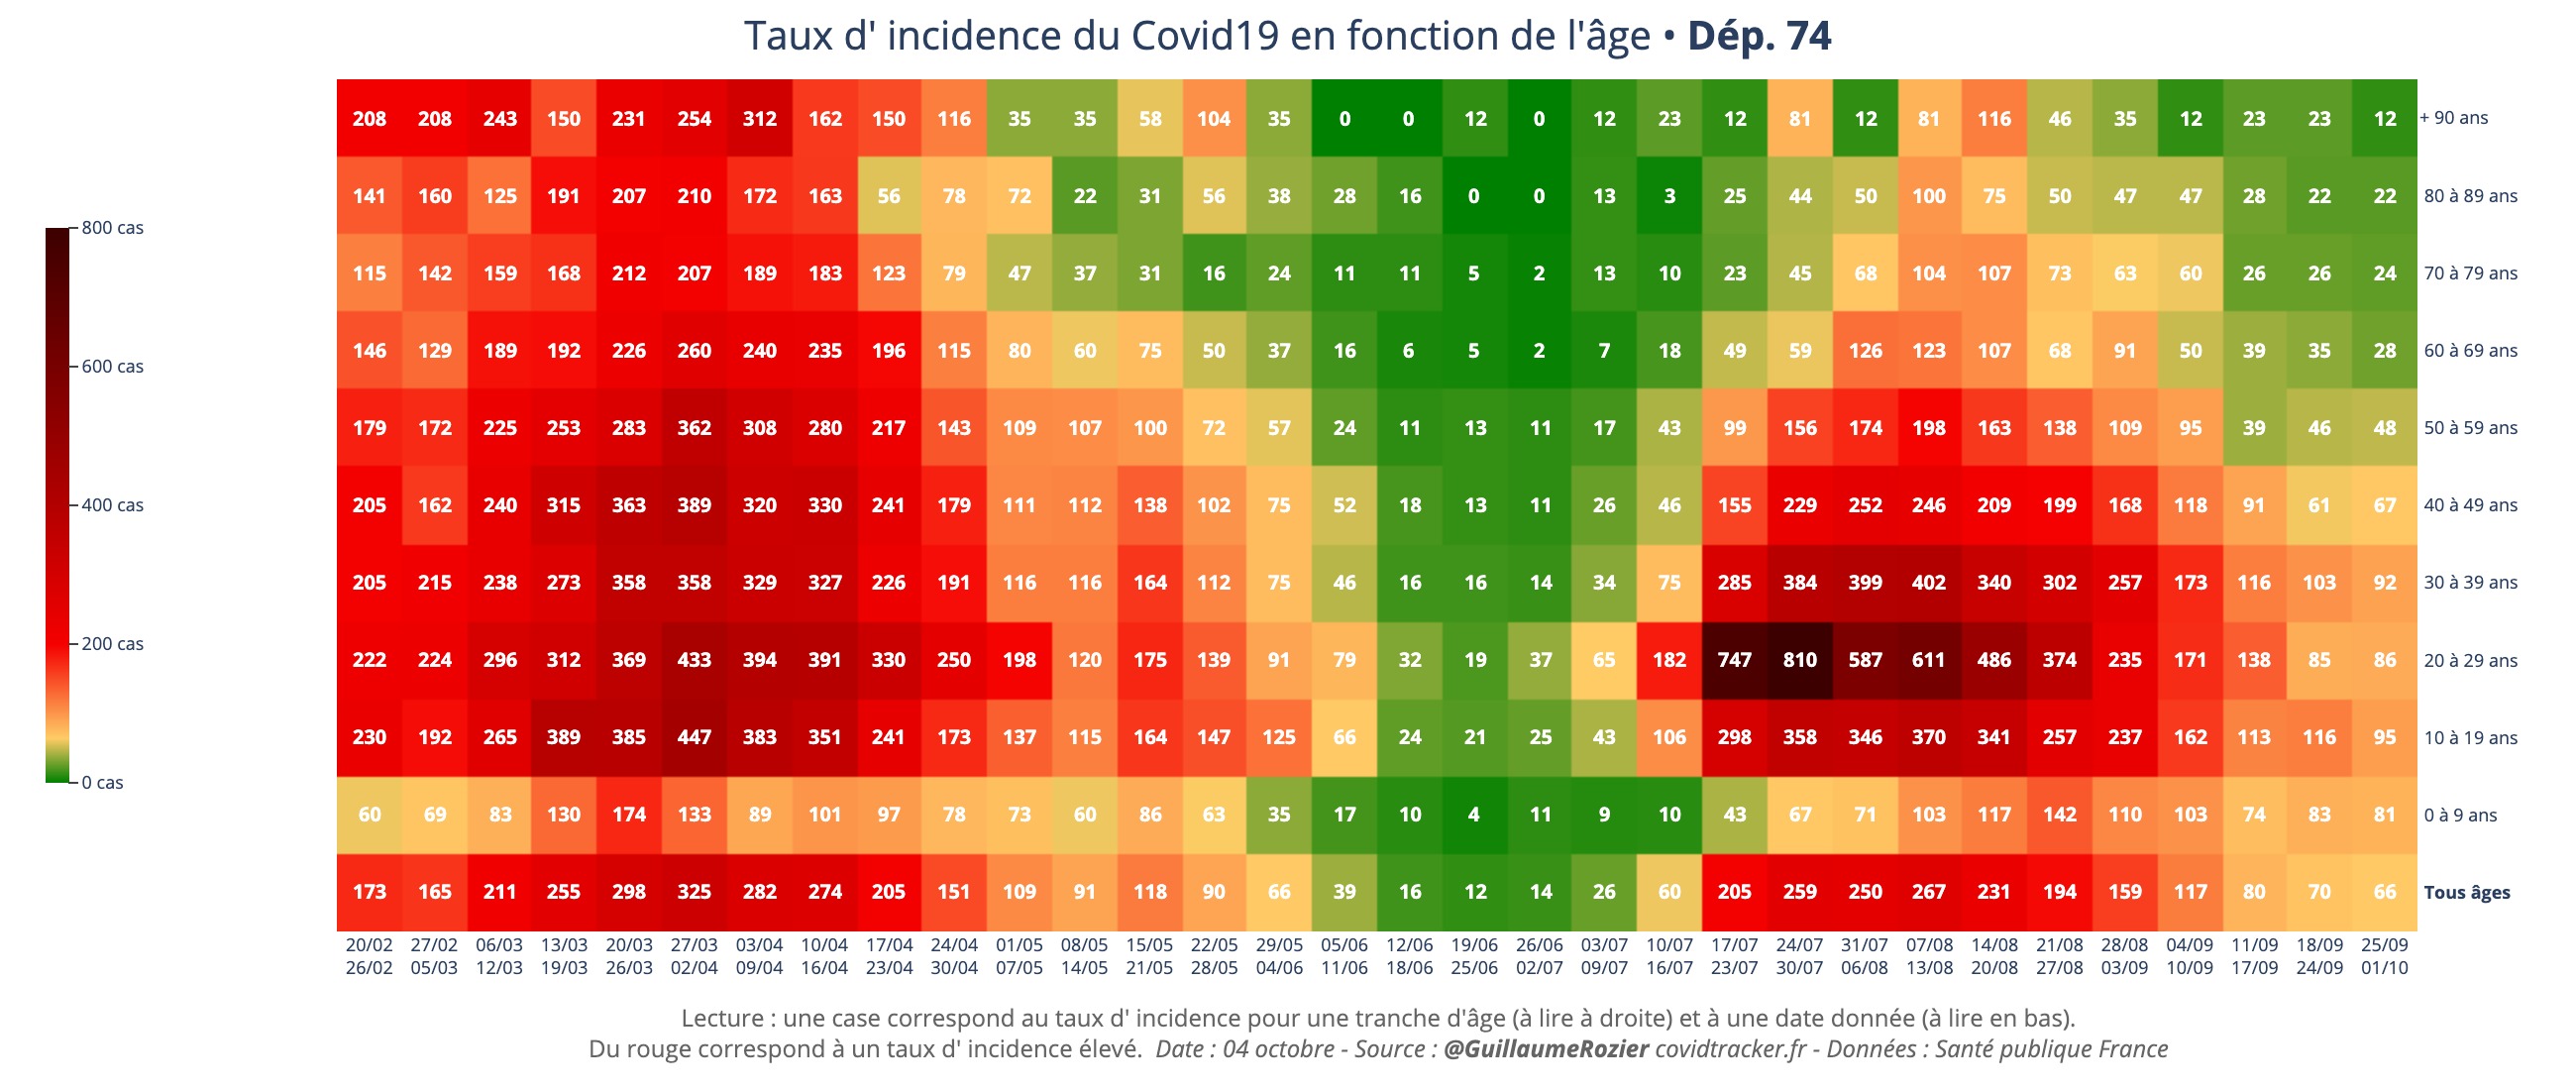 Taux d' incidence du Covid19 en fonction de l'âge • Dép. 74
208 208 243 150 231 254 312 162 150 116 35 35 58 104 35 0 0 12 0 12 23 12 81 12 81 116 46 35 12 23 23 12 + 90 ans
141 160 125 191 207 210 172 163 56 78 72 22 31 56 38 28 16 0 0 13 3 25 44 50 100 75 50 47 47 28 22 22 80 à 89 ans
800 cas
115 142 159 168 212 207 189 183 123 79 47 37 31 16 24 11 11 5 2 13 10 23 45 68 104 107 73 63 60 26 26 24 70 à 79 ans
146 129 189 192 226 260 240 235 196 115 80 60 75 50 37 16 6 5 2 7 18 49 59 126 123 107 68 91 50 39 35 28 60 à 69 ans
600 cas
179 172 225 253 283 362 308 280 217 143 109 107 100 72 57 24 11 13 11 17 43 99 156 174 198 163 138 109 95 39 46 48 50 à 59 ans
400 cas
205 162 240 315 363 389 320 330 241 179 111 112 138 102 75 52 18 13 11 26 46 155 229 252 246 209 199 168 118 91 61 67 40 à 49 ans
205 215 238 273 358 358 329 327 226 191 116 116 164 112 75 46 16 16 14 34 75 285 384 399 402 340 302 257 173 116 103 92 30 à 39 ans
200 cas
222 224 296 312 369 433 394 391 330 250 198 120 175 139 91 79 32 19 37 65 182 747 810 587 611 486 374 235 171 138 85 86 20 à 29 ans
230 192 265 389 385 447 383 351 241 173 137 115 164 147 125 66 24 21 25 43 106 298 358 346 370 341 257 237 162 113 116 95 10 à 19 ans
0 cas
60 69 83 130 174 133 89 101 97 78 73 60 86 63 35 17 10 4 11 9 10 43 67 71 103 117 142 110 103 74 83 81 0 à 9 ans
173 165 211 255 298 325 282 274 205 151 109 91 118 90 66 39 16 12 14 26 60 205 259 250 267 231 194 159 117 80 70 66 Tous âges
20/02 27/02 06/03 13/03 20/03 27/03 03/04 10/04 17/04 24/04 01/05 08/05 15/05 22/05 29/05 05/06 12/06 19/06 26/06 03/07 10/07 17/07 24/07 31/07 07/08 14/08 21/08 28/08 04/09 11/09 18/09 25/09
26/02 05/03 12/03 19/03 26/03 02/04 09/04 16/04 23/04 30/04 07/05 14/05 21/05 28/05 04/06 11/06 18/06 25/06 02/07 09/07 16/07 23/07 30/07 06/08 13/08 20/08 27/08 03/09 10/09 17/09 24/09 01/10
Lecture : une case correspond au taux d' incidence pour une tranche d'âge (à lire à droite) et à une date donnée (à lire en bas).
Du rouge correspond à un taux d' incidence élevé. Date : 04 octobre - Source : @GuillaumeRozier covidtracker.fr - Données : Santé publique France